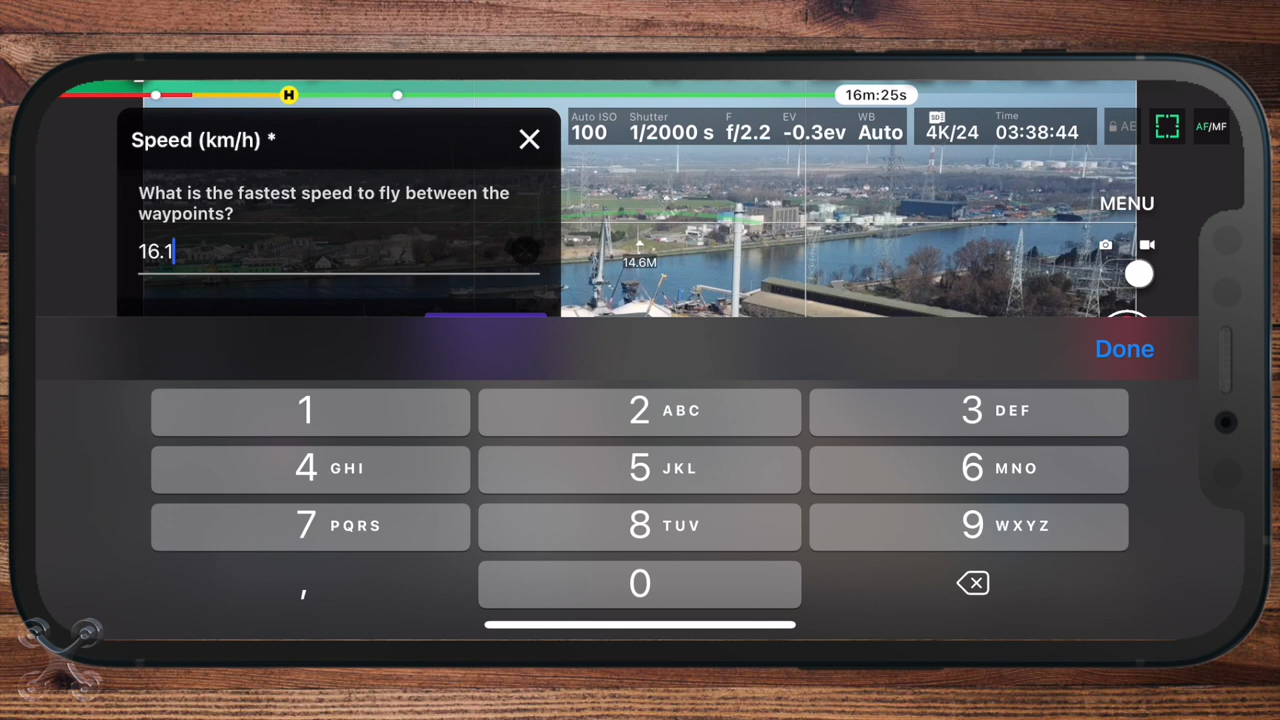 H
16m:25s
Speed (km/h) *
What is the fastest speed to fly between the
waypoints?
16.1
Auto ISO
100
Shutter
1/2000 s
F
f/2.2
EV
-0.3ev
WB
Auto
SD
4K/24
Time
03:38:44
AE
AF/MF
MENU
14.6M
Done
1
2 ABC
3 DEF
4 GHI
5 JKL
6 MNO
7 PQRS
8 TUV
9 WXYZ
,
0